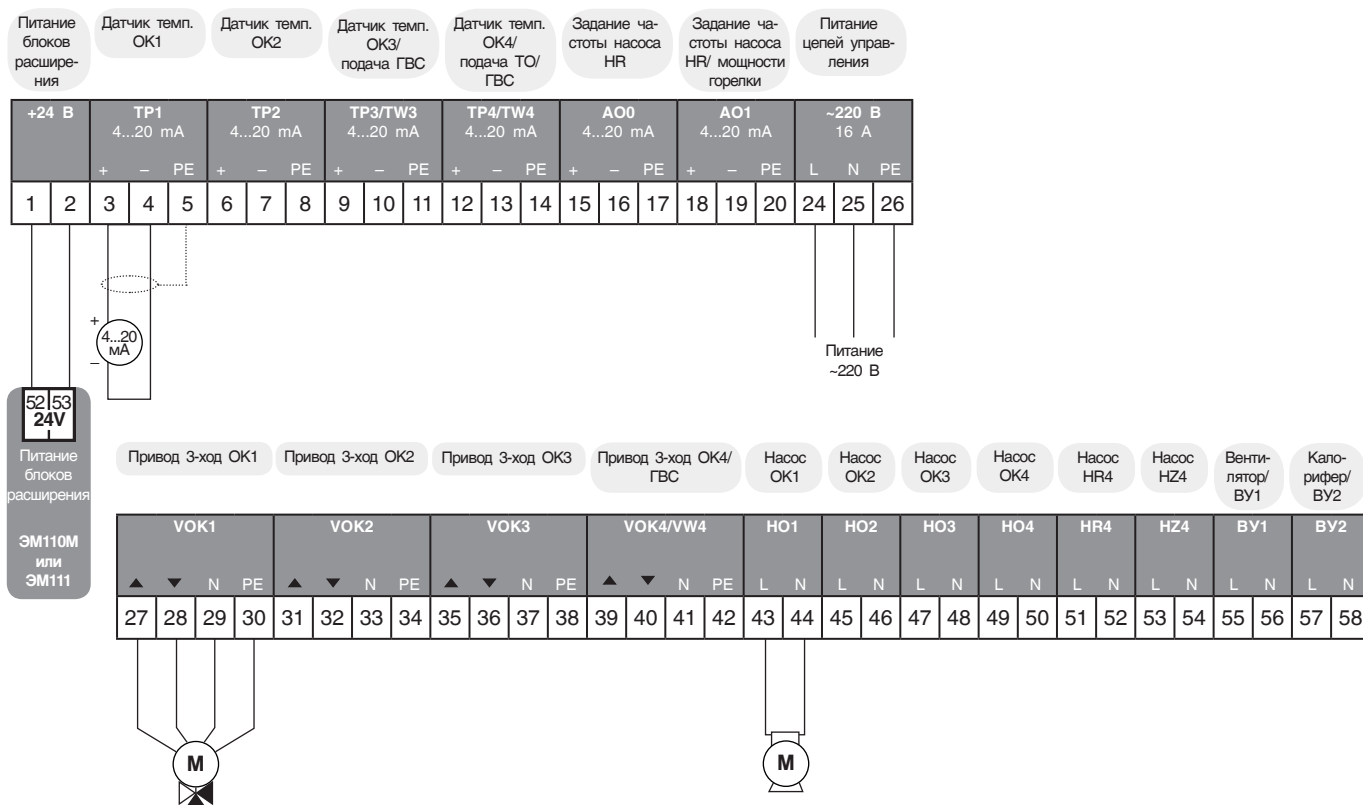 Питание Датчик темп. Датчик темп. Датчик темп. Датчик темп. Задание ча- Задание ча- Питание
блоков ОК1 ОК2 ОК3/ ОК4/ стоты насоса стоты насоса цепей управ-
расшире- подача ГВС подача ТО/ HR HR/ мощности ления
ния ГВС горелки
+24 В TP1 TP2 TP3/TW3 TP4/TW4 AO0 AO1 ~220 В
4...20 mA 4...20 mA 4...20 mA 4...20 mA 4...20 mA 4...20 mA 16 А
+ – PE + – PE + – PE + – PE + – PE + – PE L N PE
1 2 3 4 5 6 7 8 9 10 11 12 13 14 15 16 17 18 19 20 24 25 26
+
4...20
мА
–
Питание
~220 В
52 53
24V
Питание
блоков
расширения
ЭМ110М
или
ЭМ111
Привод 3-ход ОК1 Привод 3-ход ОК2 Привод 3-ход ОК3 Привод 3-ход ОК4/ Насос Насос Насос Насос Насос Насос Венти- Кало-
ГВС ОК1 ОК2 ОК3 ОК4 HR4 HZ4 лятор/ рифер/
ВУ1 ВУ2
VOK1 VOK2 VOK3 VOK4/VW4 НО1 НО2 НО3 НО4 HR4 HZ4 ВУ1 ВУ2
▲ ▼ N PE ▲ ▼ N PE ▲ ▼ N PE ▲ ▼ N PE L N L N L N L N L N L N L N L N
27 28 29 30 31 32 33 34 35 36 37 38 39 40 41 42 43 44 45 46 47 48 49 50 51 52 53 54 55 56 57 58
M
M